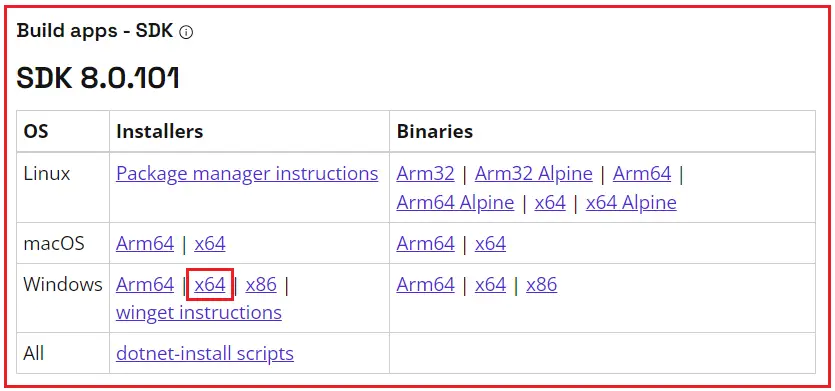 Build apps - SDK ⓘ
SDK 8.0.101
OS Installers Binaries
Linux Package manager instructions Arm32 | Arm32 Alpine | Arm64 |
Arm64 Alpine | x64 | x64 Alpine
macOS Arm64 | x64 Arm64 | x64
Windows Arm64 | x64 | x86 | Arm64 | x64 | x86
winget instructions
All dotnet-install scripts